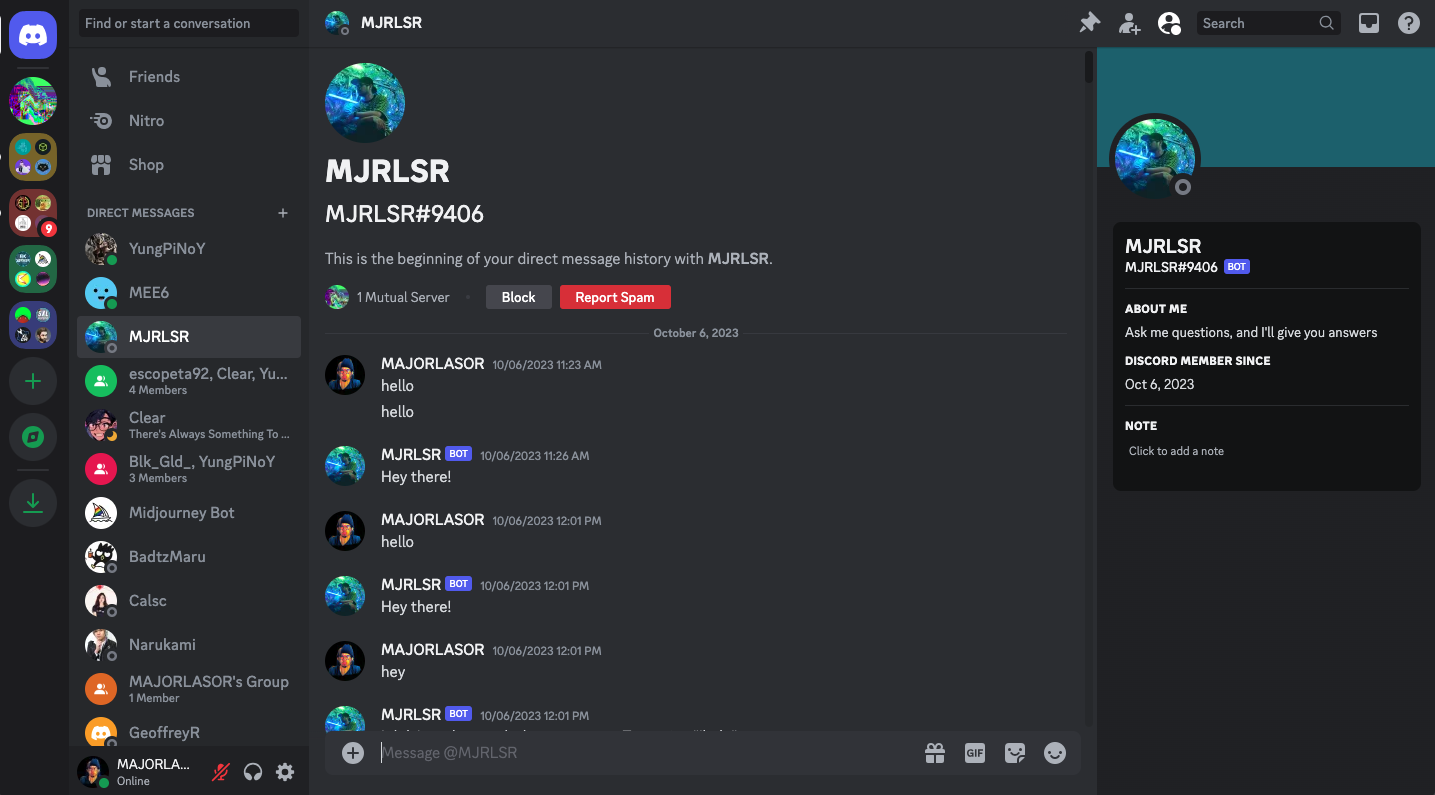 Find or start a conversation
Friends
Nitro
Shop
DIRECT MESSAGES
YungPiNoY
MEE6
MJRLSR
escopeta92, Clear, Yu...
4 Members
Clear
There's Always Something To ...
Blk_Gld_, YungPiNoY
3 Members
Midjourney Bot
BadtzMaru
Calsc
Narukami
MAJORLASOR's Group
1 Member
GeoffreyR
MAJORLA...
Online
9
MJRLSR
Search
MJRLSR
MJRLSR#9406
This is the beginning of your direct message history with MJRLSR.
1 Mutual Server
Block
Report Spam
October 6, 2023
MAJORLASOR 10/06/2023 11:23 AM
hello
hello
MJRLSR BOT 10/06/2023 11:26 AM
Hey there!
MAJORLASOR 10/06/2023 12:01 PM
hello
MJRLSR BOT 10/06/2023 12:01 PM
Hey there!
MAJORLASOR 10/06/2023 12:01 PM
hey
MJRLSR BOT 10/06/2023 12:01 PM
Message @MJRLSR
GIF
MJRLSR
MJRLSR#9406 BOT
ABOUT ME
Ask me questions, and I'll give you answers
DISCORD MEMBER SINCE
Oct 6, 2023
NOTE
Click to add a note